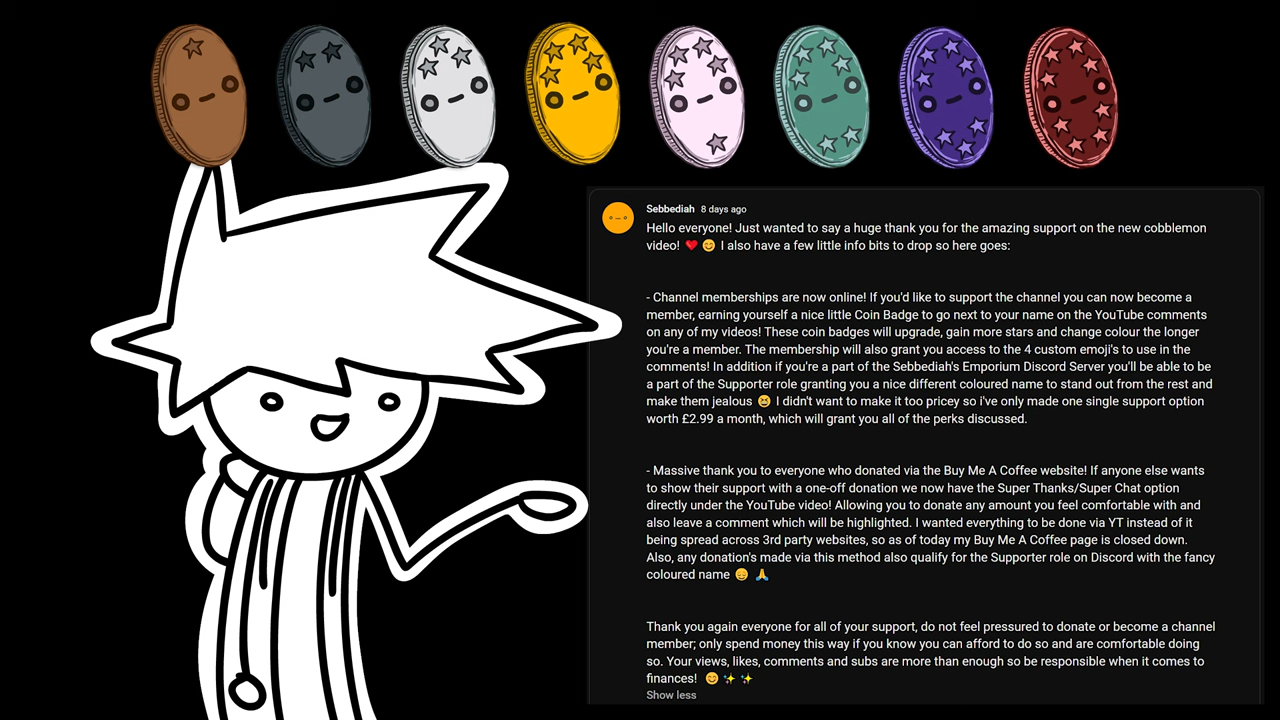 Sebbediah 8 days ago
Hello everyone! Just wanted to say a huge thank you for the amazing support on the new cobblemon
video! ❤️ 😊 I also have a few little info bits to drop so here goes:
- Channel memberships are now online! If you'd like to support the channel you can now become a
member, earning yourself a nice little Coin Badge to go next to your name on the YouTube comments
on any of my videos! These coin badges will upgrade, gain more stars and change colour the longer
you're a member. The membership will also grant you access to the 4 custom emoji's to use in the
comments! In addition if you're a part of the Sebbediah's Emporium Discord Server you'll be able to be
a part of the Supporter role granting you a nice different coloured name to stand out from the rest and
make them jealous 😆 I didn't want to make it too pricey so i've only made one single support option
worth £2.99 a month, which will grant you all of the perks discussed.
- Massive thank you to everyone who donated via the Buy Me A Coffee website! If anyone else wants
to show their support with a one-off donation we now have the Super Thanks/Super Chat option
directly under the YouTube video! Allowing you to donate any amount you feel comfortable with and
also leave a comment which will be highlighted. I wanted everything to be done via YT instead of it
being spread across 3rd party websites, so as of today my Buy Me A Coffee page is closed down.
Also, any donation's made via this method also qualify for the Supporter role on Discord with the fancy
coloured name 😊 🙏
Thank you again everyone for all of your support, do not feel pressured to donate or become a channel
member; only spend money this way if you know you can afford to do so and are comfortable doing
so. Your views, likes, comments and subs are more than enough so be responsible when it comes to
finances! 😊✨✨
Show less